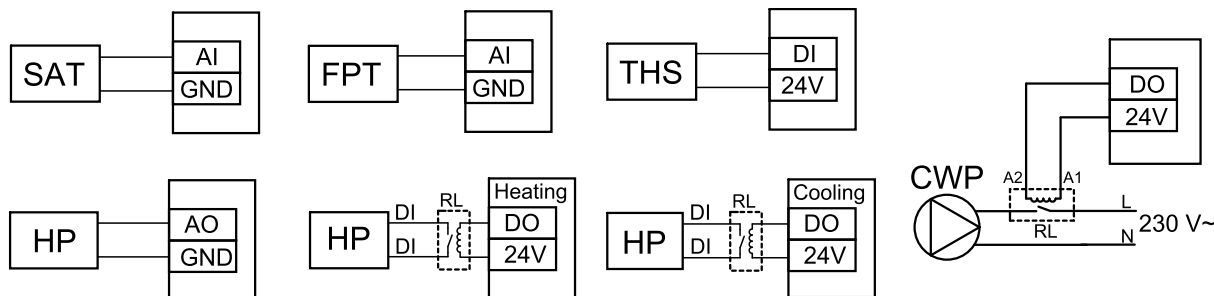 SAT
AI
GND
FPT
AI
GND
THS
DI
24V
DO
24V
CWP
A2
A1
L
230 V~
RL
N
HP
AO
GND
HP
DI
DI
RL
Heating
DO
24V
HP
DI
DI
RL
Cooling
DO
24V